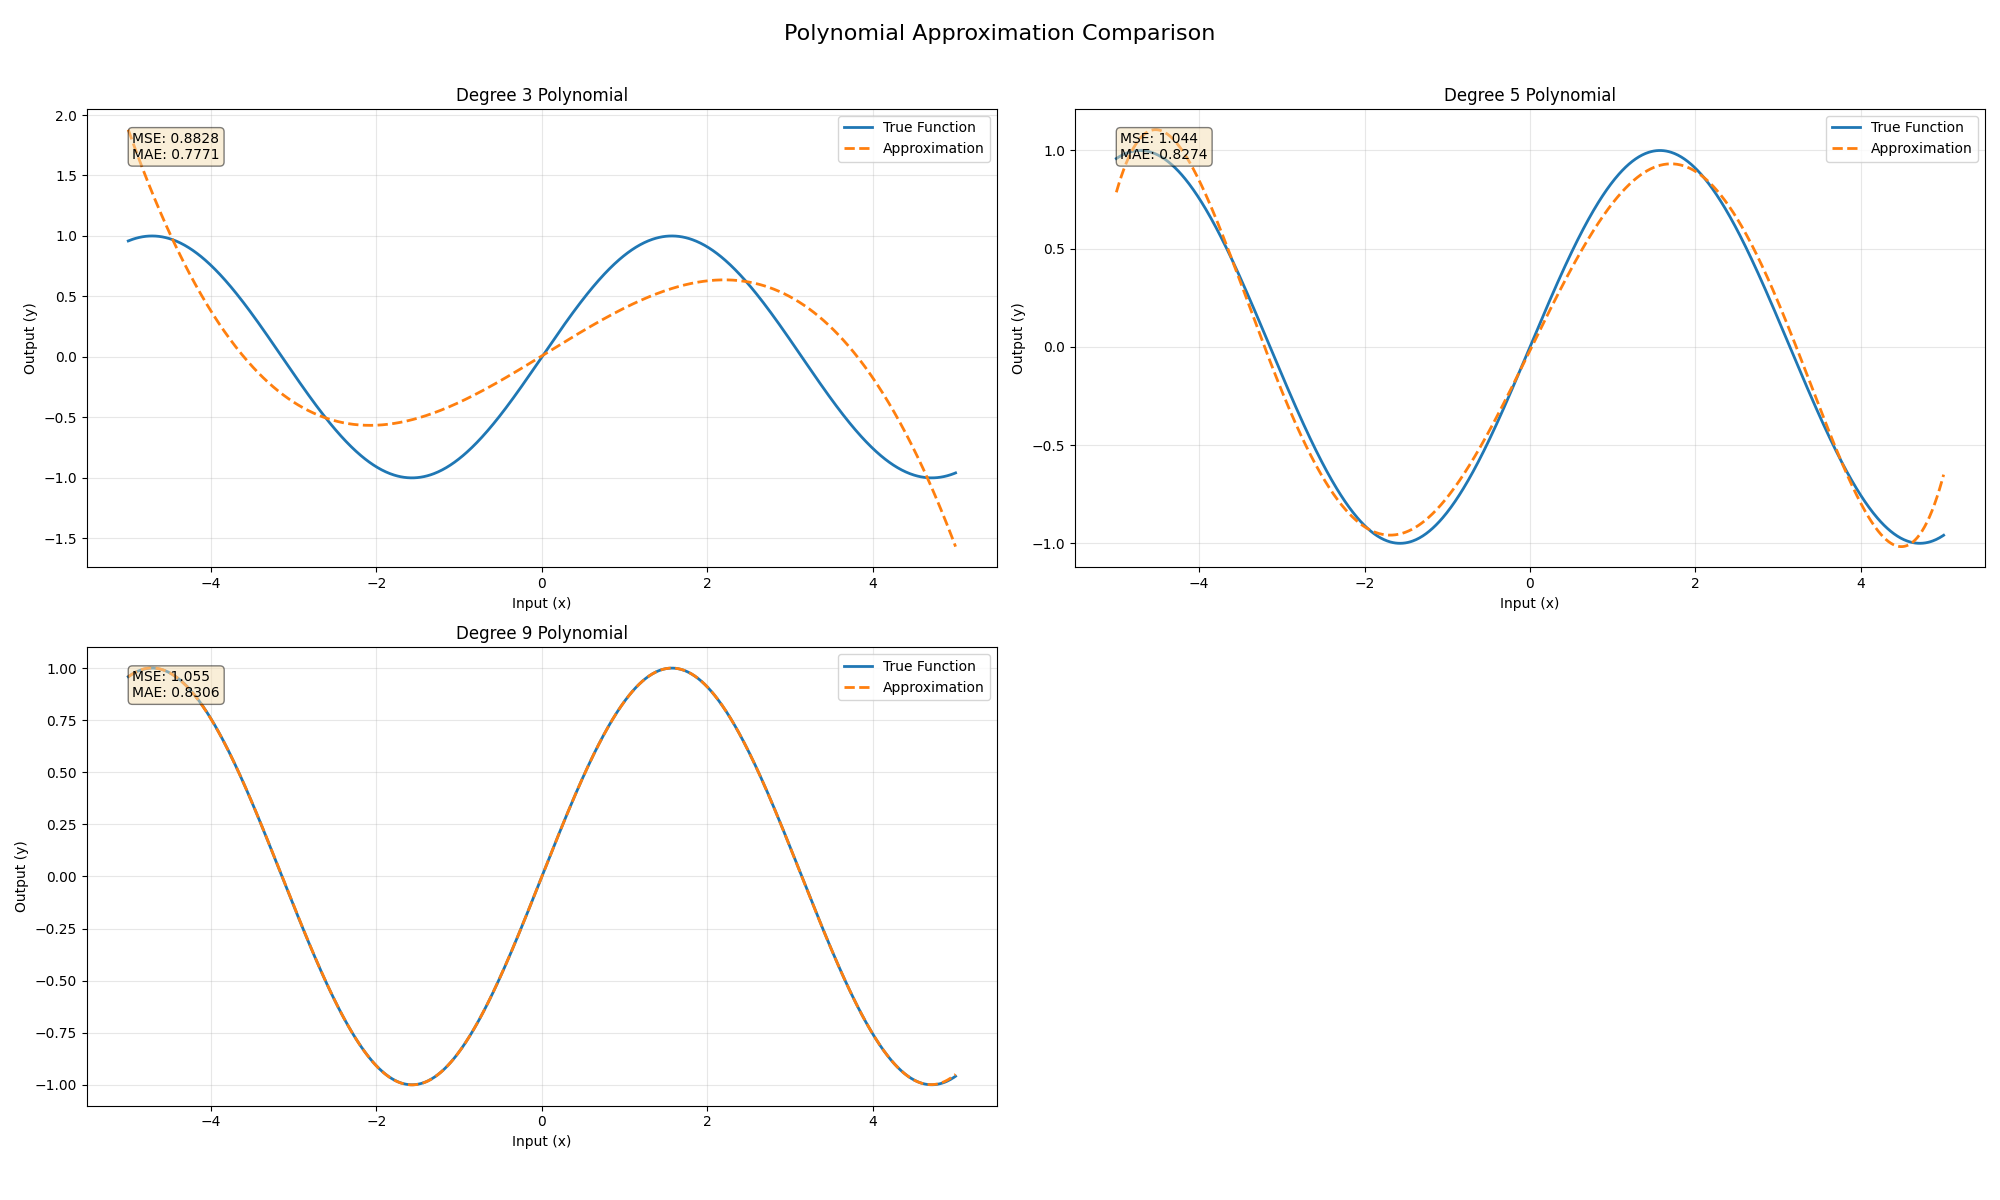 Polynomial Approximation Comparison
Degree 3 Polynomial
MSE: 0.8828
MAE: 0.7771
True Function
Approximation
2.0
1.5
1.0
0.5
0.0
−0.5
−1.0
−1.5
Output (y)
−4 −2 0 2 4
Input (x)
Degree 5 Polynomial
MSE: 1.044
MAE: 0.8274
True Function
Approximation
1.0
0.5
0.0
−0.5
−1.0
Output (y)
−4 −2 0 2 4
Input (x)
Degree 9 Polynomial
MSE: 1.055
MAE: 0.8306
True Function
Approximation
1.00
0.75
0.50
0.25
0.00
−0.25
−0.50
−0.75
−1.00
Output (y)
−4 −2 0 2 4
Input (x)